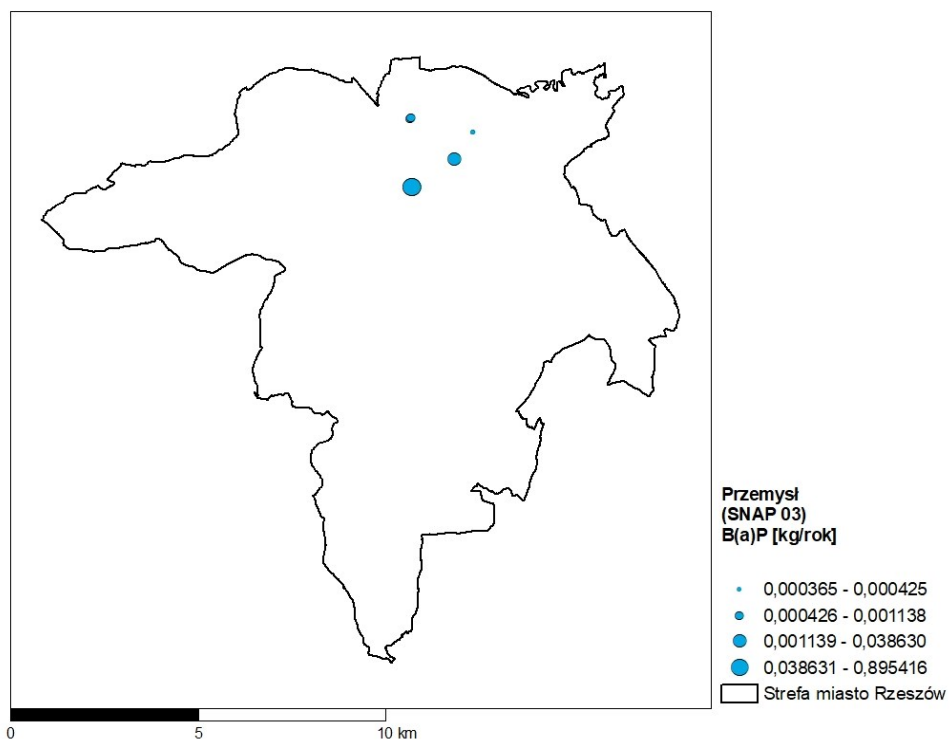 Przemysł
(SNAP 03)
B(a)P [kg/rok]
0,000365 - 0,000425
0,000426 - 0,001138
0,001139 - 0,038630
0,038631 - 0,895416
Strefa miasto Rzeszów
0 5 10 km